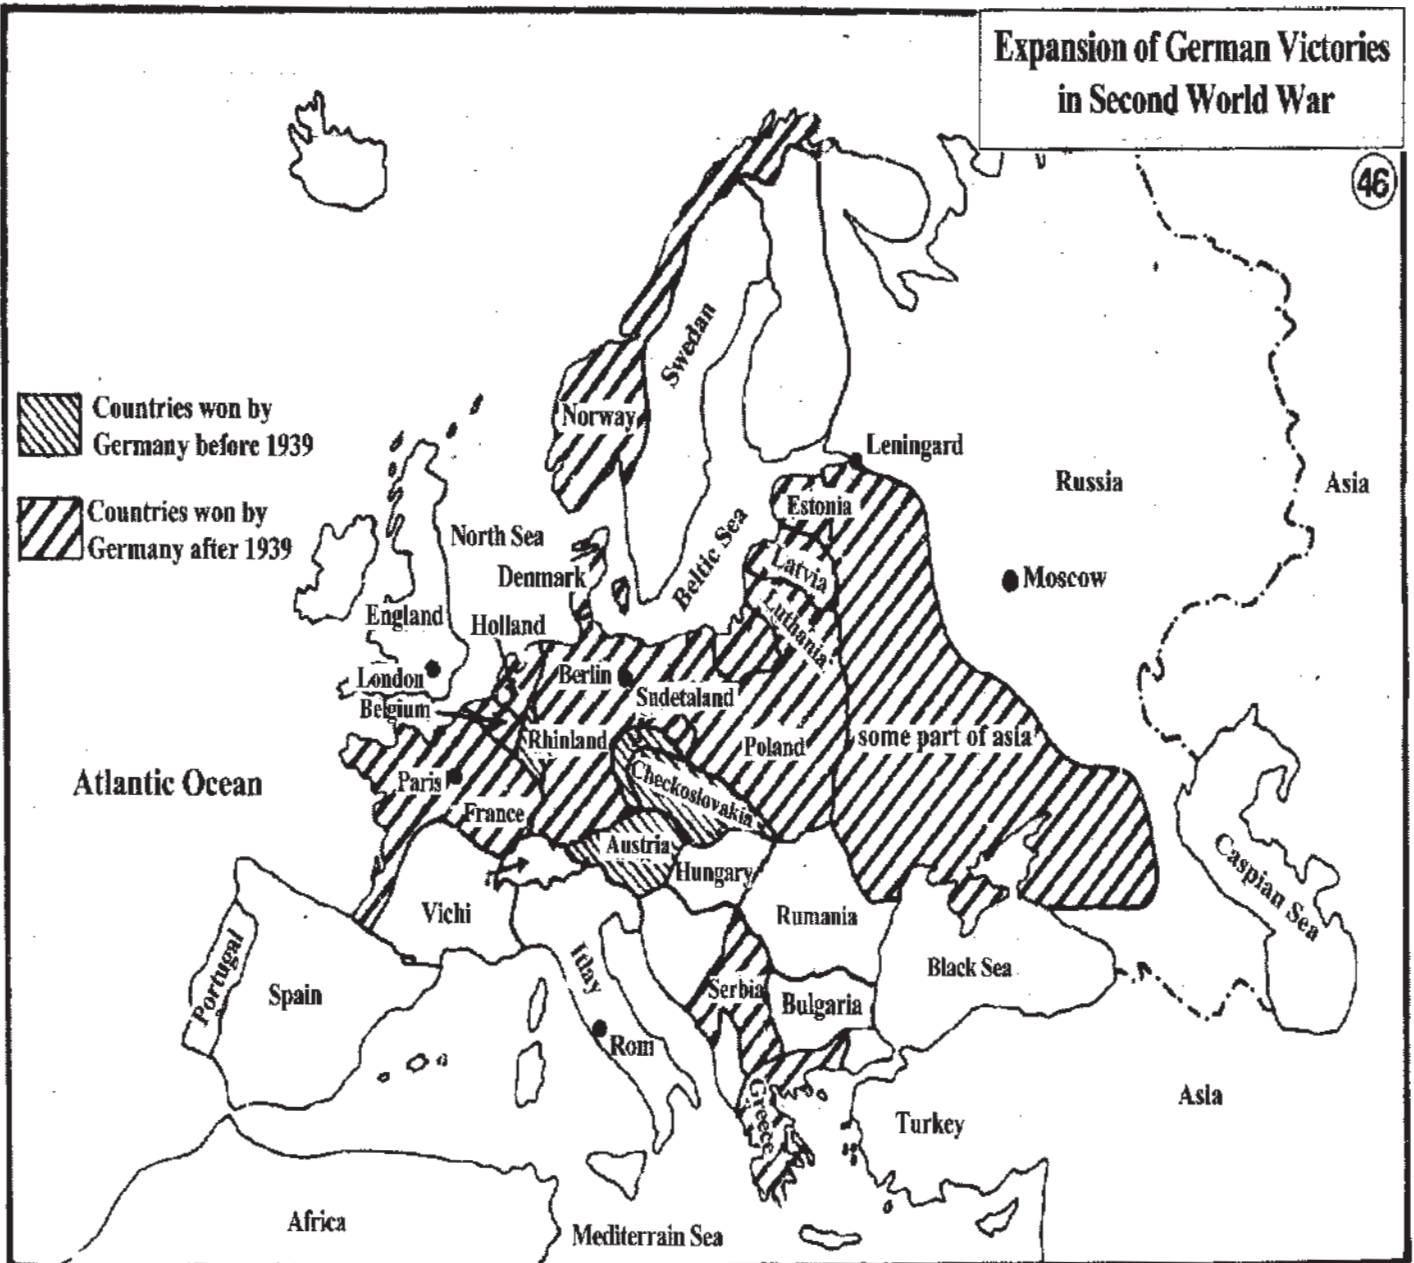 Expansion of German Victories
in Second World War
46
Countries won by
Germany before 1939
Countries won by
Germany after 1939
Swedan
Norway
Leningard
Russia
Asia
North Sea
Estonia
Beltic Sea
Denmark
Latvia
Moscow
England
Holland
Luthania
London
Berlin
Belgium
Sudetaland
Rhinland
Poland
some part of asia
Atlantic Ocean
Paris
Checkoslovakia
France
Austria
Hungary
Caspian Sea
Vichi
Rumania
Portugal
Spain
Itlay
Black Sea
Serbia
Bulgaria
Rom
Greece
Turkey
Asia
Africa
Mediterrain Sea